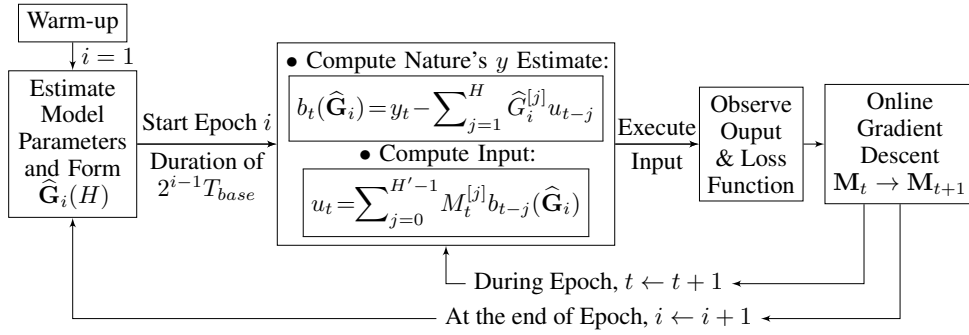 Warm-up
i = 1
Estimate
Model
Parameters
and Form
Ĝ_i(H)
Start Epoch i
Duration of
2^{i−1}T_{base}
• Compute Nature's y Estimate:
b_t(Ĝ_i) = y_t − ∑_{j=1}^{H} Ĝ_i^{[j]} u_{t−j}
• Compute Input:
u_t = ∑_{j=0}^{H′−1} M_t^{[j]} b_{t−j}(Ĝ_i)
Execute
Input
Observe
Ouput
& Loss
Function
Online
Gradient
Descent
M_t → M_{t+1}
During Epoch, t ← t + 1
At the end of Epoch, i ← i + 1